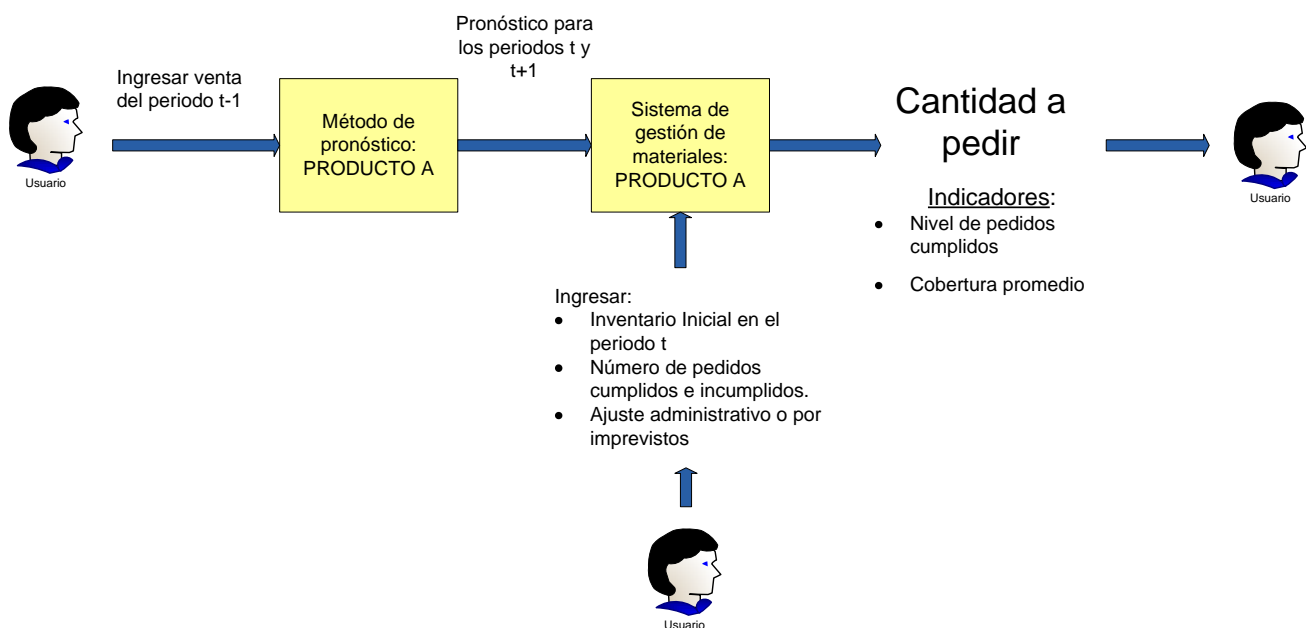 Pronóstico para
los periodos t y
t+1
Ingresar venta
del periodo t-1
Usuario
Método de
pronóstico:
PRODUCTO A
Sistema de
gestión de
materiales:
PRODUCTO A
Cantidad a
pedir
Indicadores:
• Nivel de pedidos
cumplidos
• Cobertura promedio
Usuario
Ingresar:
• Inventario Inicial en el
periodo t
• Número de pedidos
cumplidos e incumplidos.
• Ajuste administrativo o por
imprevistos
Usuario